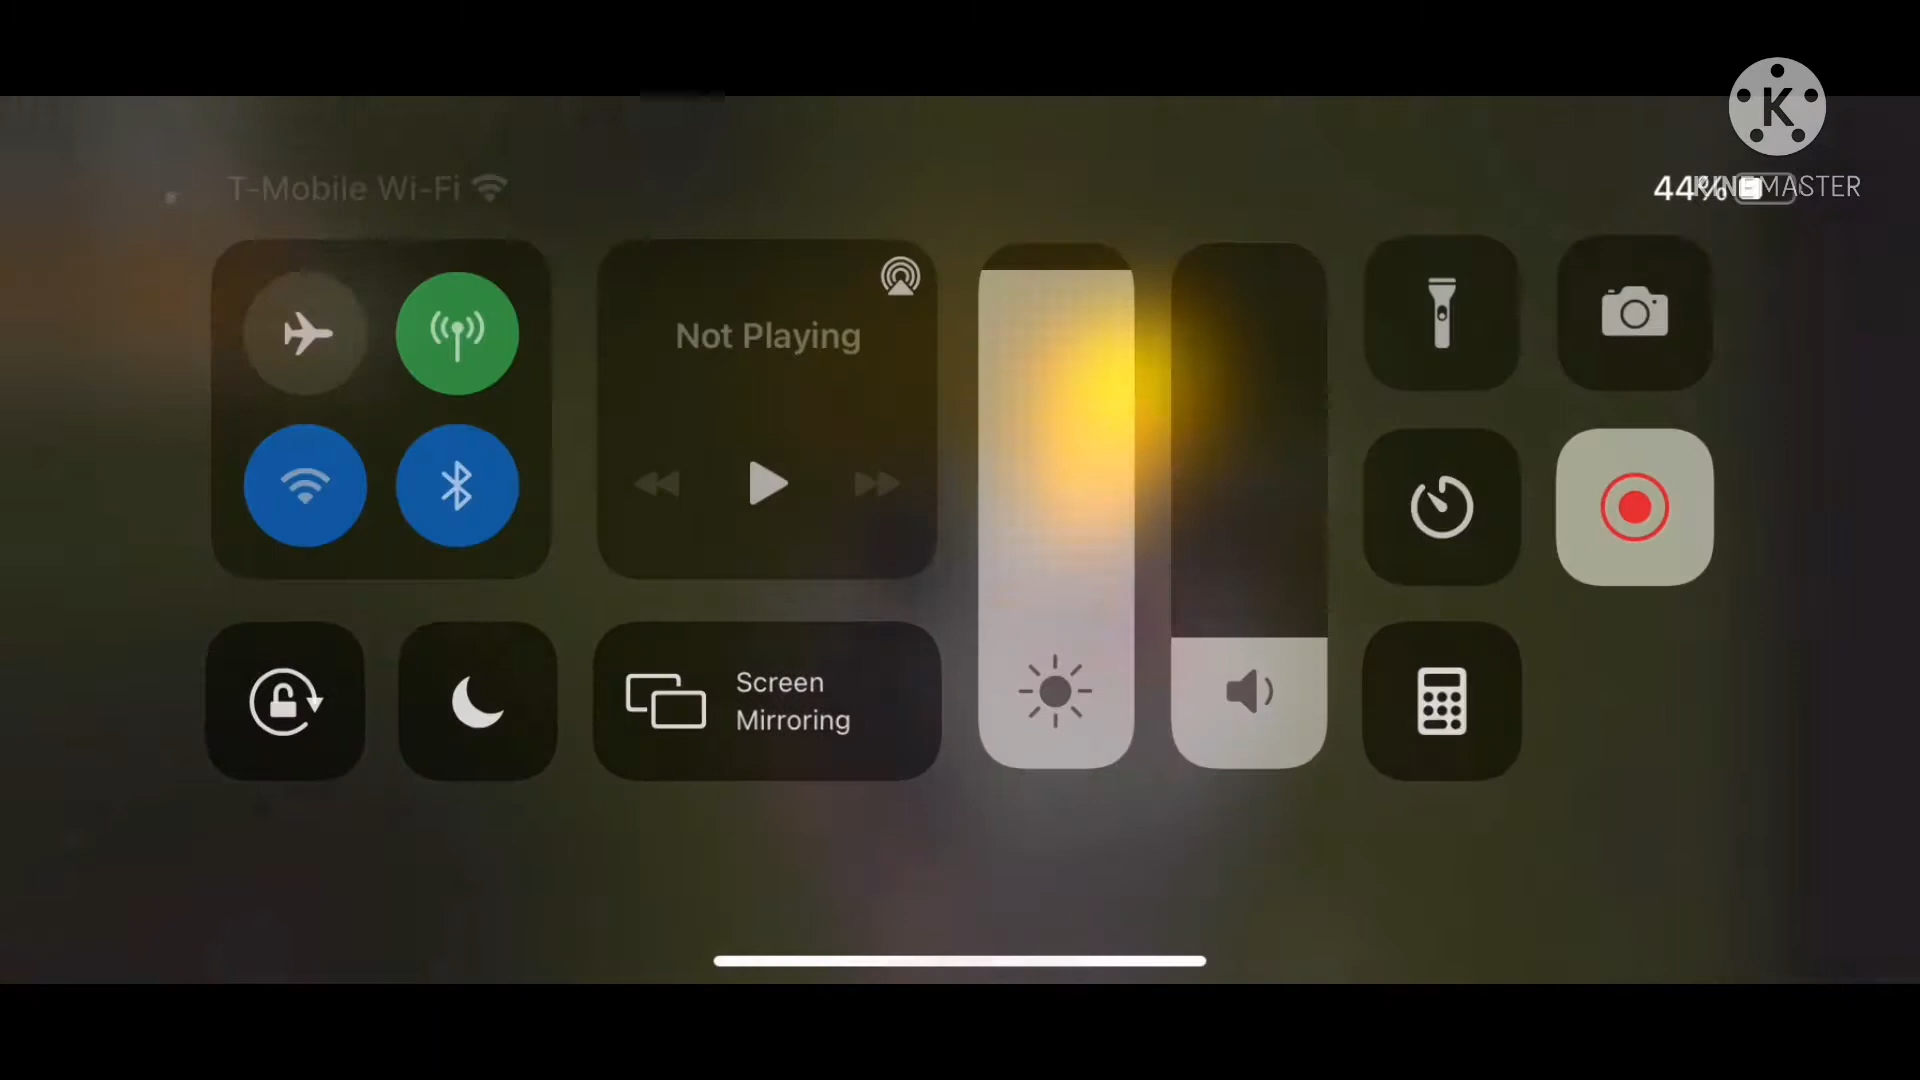 K
T-Mobile Wi-Fi
44%
KINEMASTER
Not Playing
Screen
Mirroring